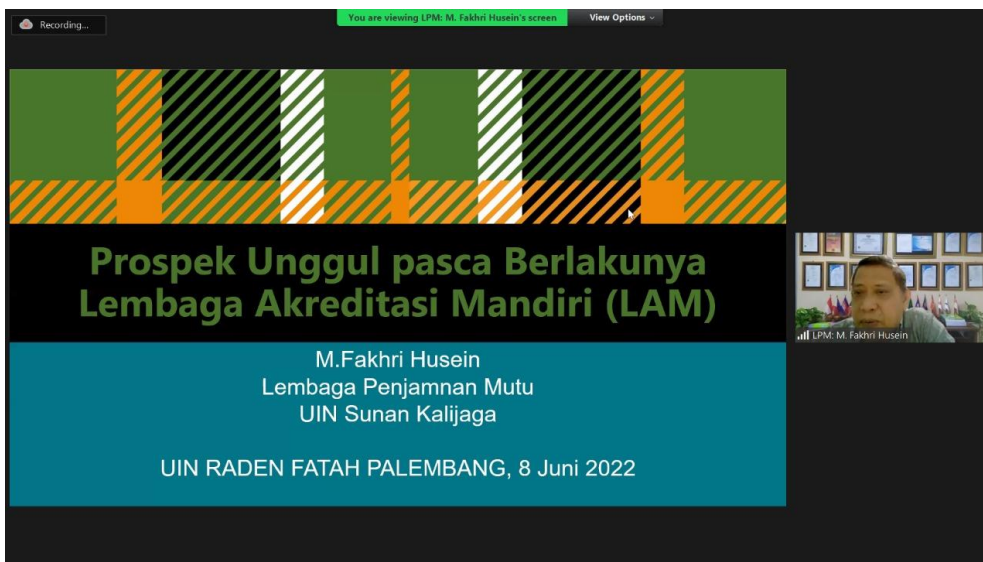 Recording...
You are viewing LPM: M. Fakhri Husein's screen
View Options
Prospek Unggul pasca Berlakunya
Lembaga Akreditasi Mandiri (LAM)
M.Fakhri Husein
Lembaga Penjamnan Mutu
UIN Sunan Kalijaga
UIN RADEN FATAH PALEMBANG, 8 Juni 2022
LPM: M. Fakhri Husein